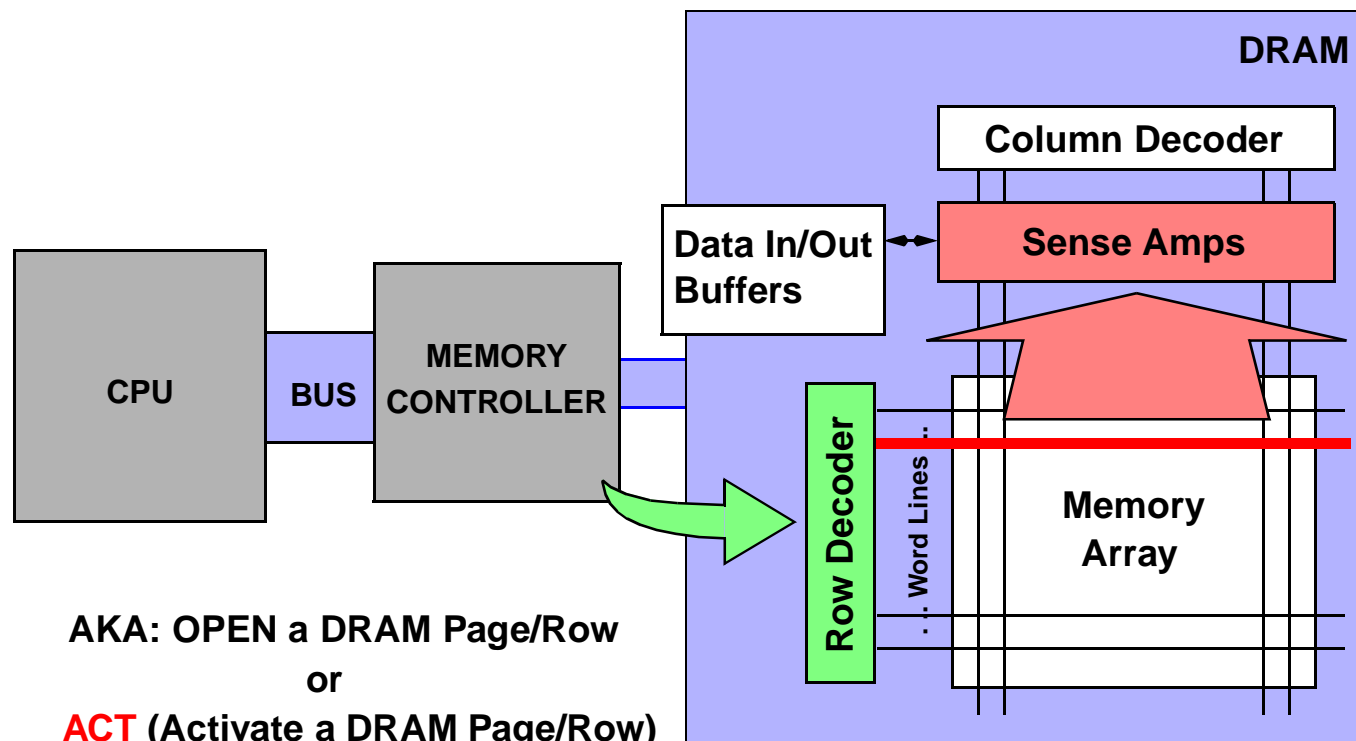 DRAM
Column Decoder
Data In/Out
Buffers
Sense Amps
CPU
BUS
MEMORY
CONTROLLER
Row Decoder
. . . Word Lines . . .
Memory
Array
AKA: OPEN a DRAM Page/Row
or
ACT (Activate a DRAM Page/Row)